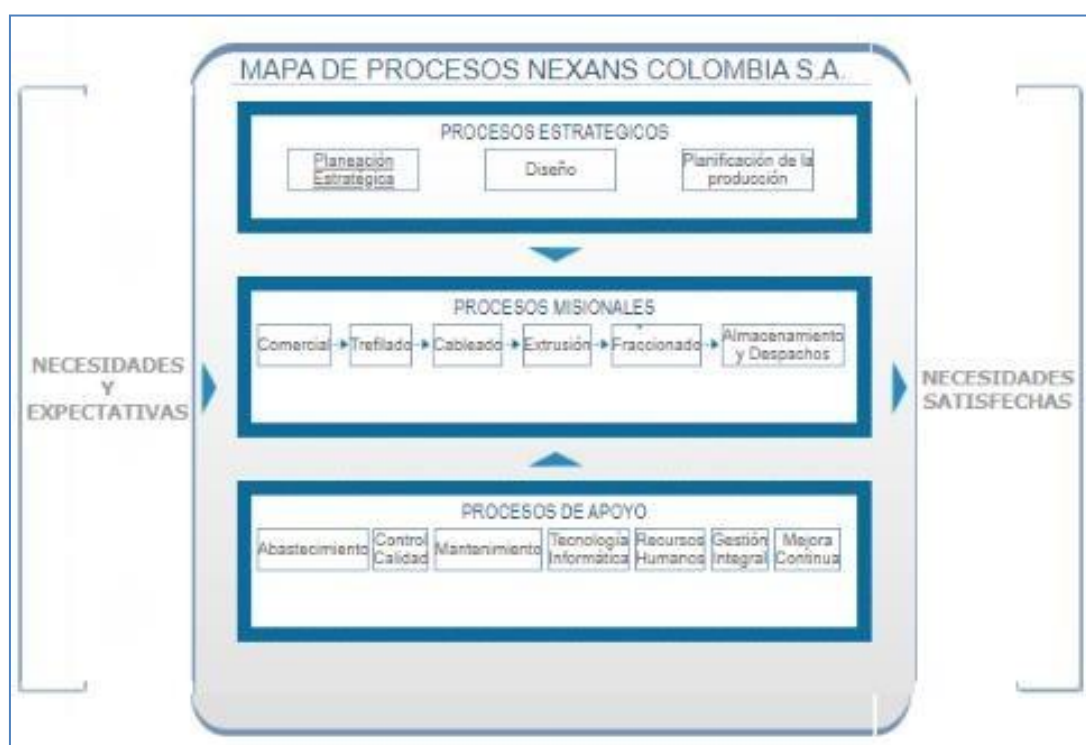 MAPA DE PROCESOS NEXANS COLOMBIA S.A.
PROCESOS ESTRATEGICOS
Planeación
Estratégica
Diseño
Planificación de la
producción
NECESIDADES
Y
EXPECTATIVAS
PROCESOS MISIONALES
Comercial
Trefilado
Cableado
Extrusión
Fraccionado
Almacenamiento
y Despachos
NECESIDADES
SATISFECHAS
PROCESOS DE APOYO
Abastecimiento
Control
Calidad
Mantenimiento
Tecnología
Informática
Recursos
Humanos
Gestión
Integral
Mejora
Continua